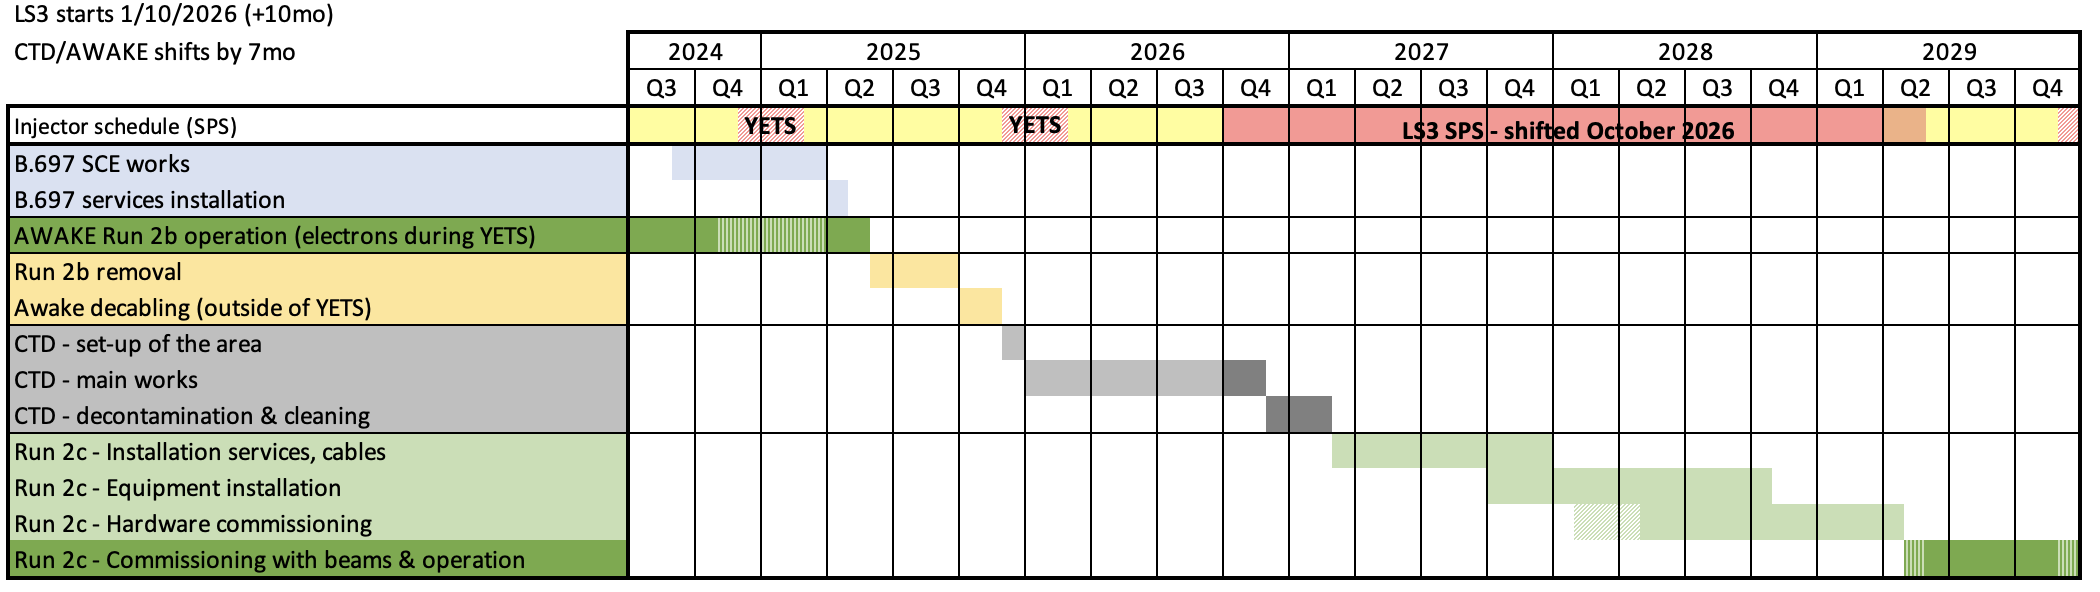 LS3 starts 1/10/2026 (+10mo)
CTD/AWAKE shifts by 7mo
2024 2025 2026 2027 2028 2029
Q3 Q4 Q1 Q2 Q3 Q4 Q1 Q2 Q3 Q4 Q1 Q2 Q3 Q4 Q1 Q2 Q3 Q4 Q1 Q2 Q3 Q4
Injector schedule (SPS) YETS YETS LS3 SPS - shifted October 2026
B.697 SCE works
B.697 services installation
AWAKE Run 2b operation (electrons during YETS)
Run 2b removal
Awake decabling (outside of YETS)
CTD - set-up of the area
CTD - main works
CTD - decontamination & cleaning
Run 2c - Installation services, cables
Run 2c - Equipment installation
Run 2c - Hardware commissioning
Run 2c - Commissioning with beams & operation